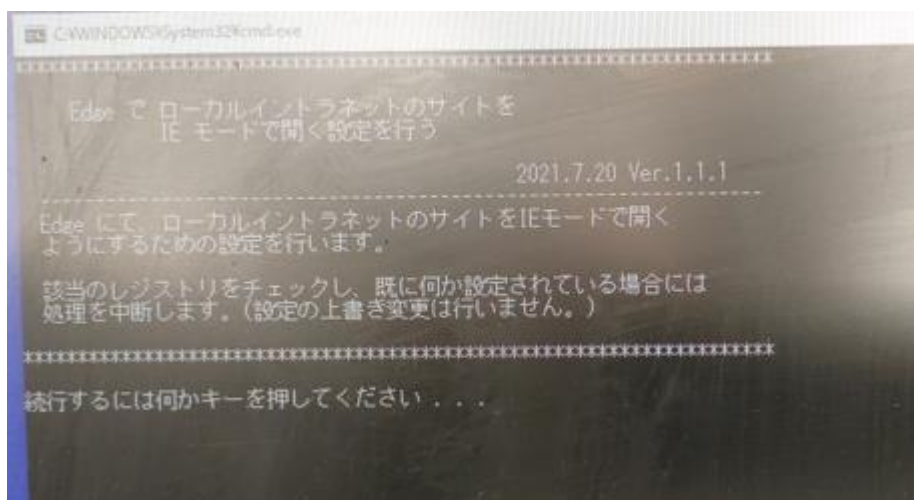 C:¥WINDOWS¥System32¥cmd.exe
*********************************************************************
Edge で ローカルイントラネットのサイトを
IE モードで開く設定を行う
2021.7.20 Ver.1.1.1
---------------------------------------------------------------------
Edge にて、ローカルイントラネットのサイトをIEモードで開く
ようにするための設定を行います。
該当のレジストリをチェックし、既に何か設定されている場合には
処理を中断します。(設定の上書き変更は行いません。)
*********************************************************************
続行するには何かキーを押してください . . .